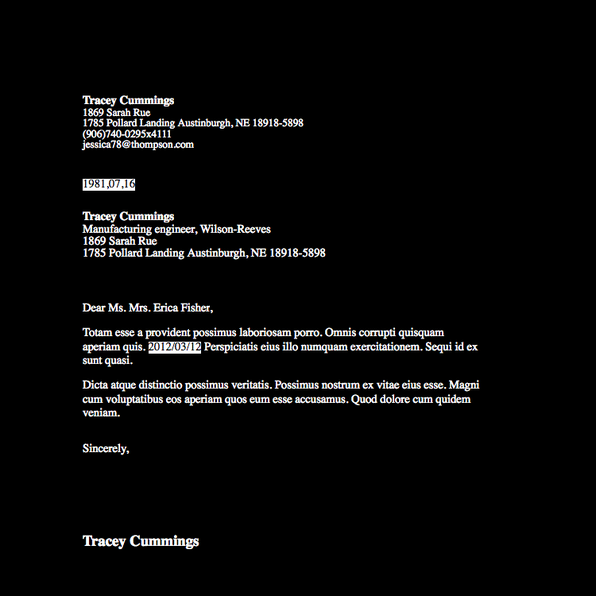 Tracey Cummings
1869 Sarah Rue
1785 Pollard Landing Austinburgh, NE 18918-5898
(906)740-0295x4111
jessica78@thompson.com
1981,07,16
Tracey Cummings
Manufacturing engineer, Wilson-Reeves
1869 Sarah Rue
1785 Pollard Landing Austinburgh, NE 18918-5898
Dear Ms. Mrs. Erica Fisher,
Totam esse a provident possimus laboriosam porro. Omnis corrupti quisquam
aperiam quis. 2012/03/12 Perspiciatis eius illo numquam exercitationem. Sequi id ex
sunt quasi.
Dicta atque distinctio possimus veritatis. Possimus nostrum ex vitae eius esse. Magni
cum voluptatibus eos aperiam quos eum esse accusamus. Quod dolore cum quidem
veniam.
Sincerely,
Tracey Cummings